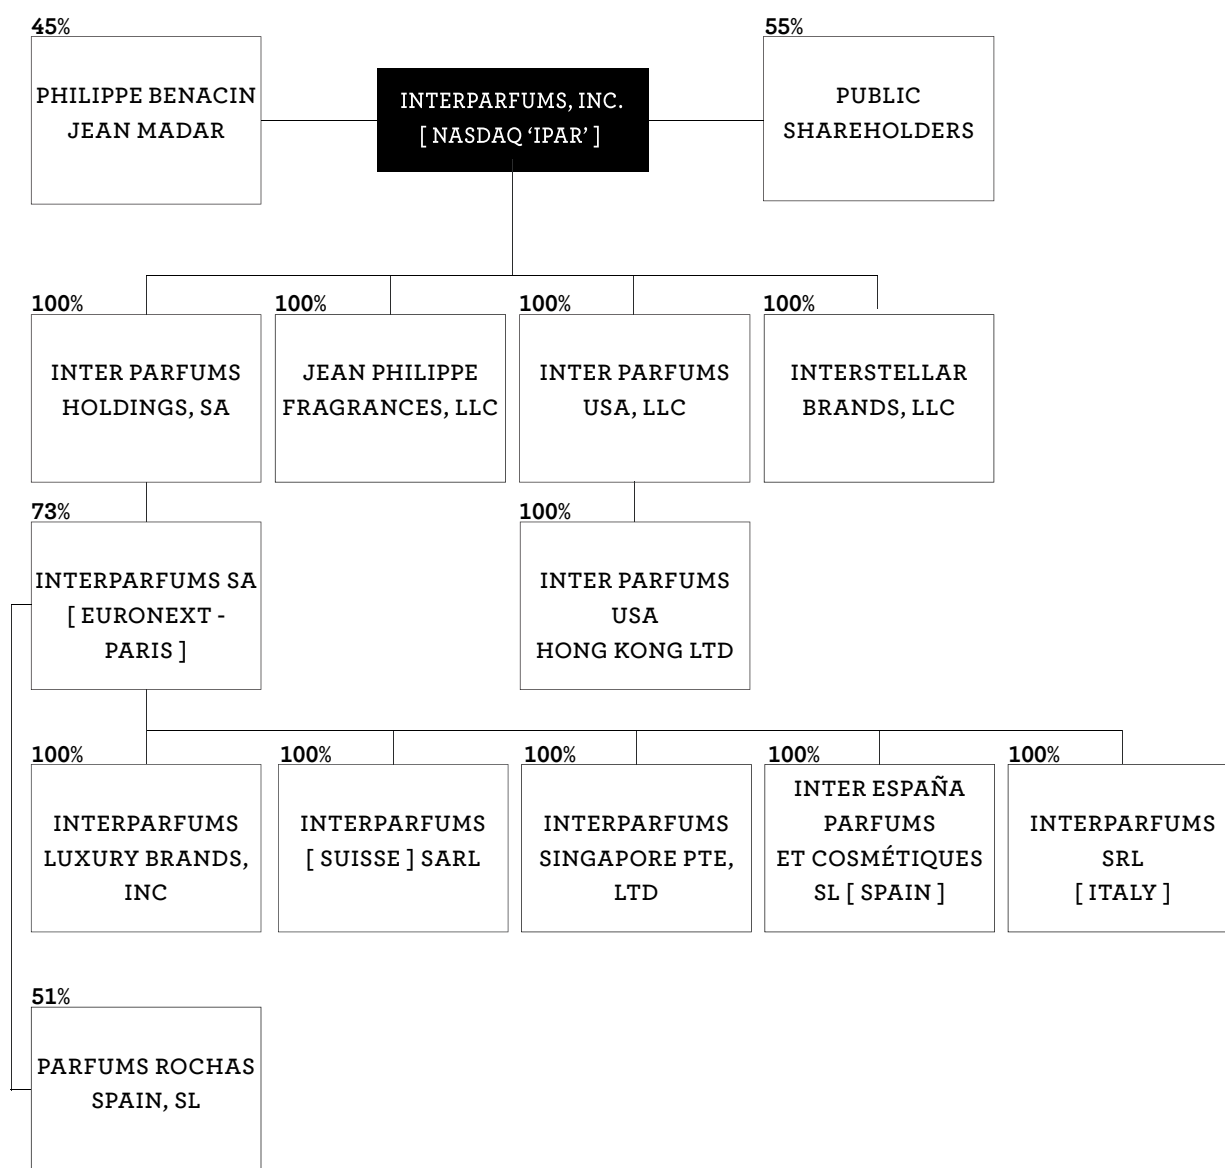 45%
PHILIPPE BENACIN
JEAN MADAR
INTERPARFUMS, INC.
[ NASDAQ ‘IPAR’ ]
55%
PUBLIC
SHAREHOLDERS
100%
INTER PARFUMS
HOLDINGS, SA
100%
JEAN PHILIPPE
FRAGRANCES, LLC
100%
INTER PARFUMS
USA, LLC
100%
INTERSTELLAR
BRANDS, LLC
73%
INTERPARFUMS SA
[ EURONEXT -
PARIS ]
100%
INTER PARFUMS
USA
HONG KONG LTD
100%
INTERPARFUMS
LUXURY BRANDS,
INC
100%
INTERPARFUMS
[ SUISSE ] SARL
100%
INTERPARFUMS
SINGAPORE PTE,
LTD
100%
INTER ESPAÑA
PARFUMS
ET COSMÉTIQUES
SL [ SPAIN ]
100%
INTERPARFUMS
SRL
[ ITALY ]
51%
PARFUMS ROCHAS
SPAIN, SL